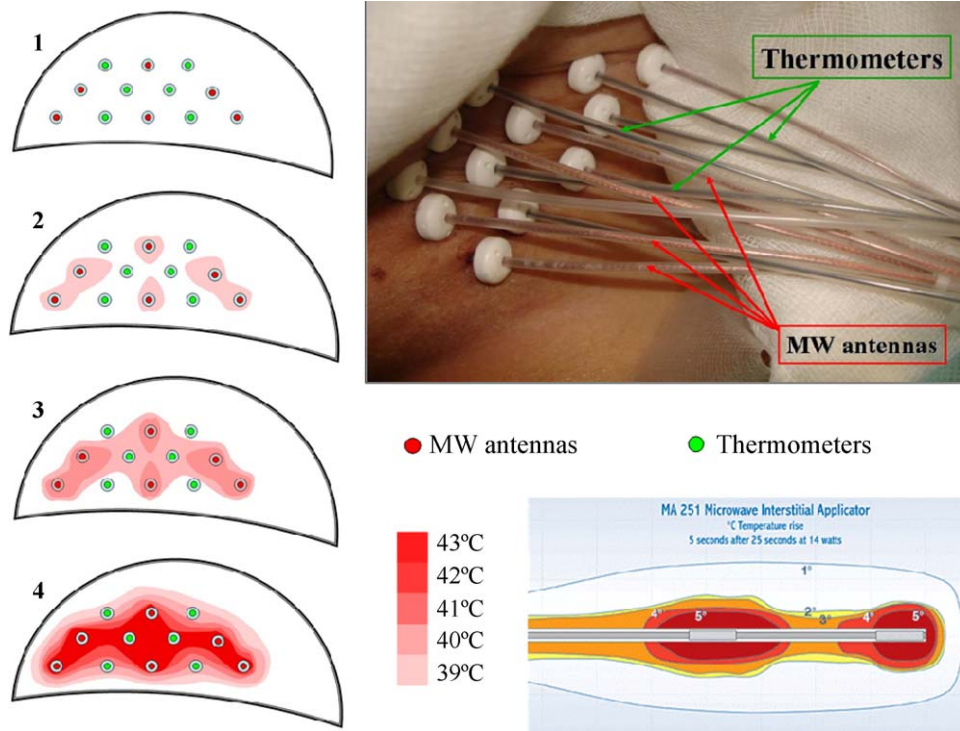 1
2
3
4
Thermometers
MW antennas
MW antennas
Thermometers
43ºC
42ºC
41ºC
40ºC
39ºC
MA 251 Microwave Interstitial Applicator
°C Temperature rise
5 seconds after 25 seconds at 14 watts
1°
2°
3°
4°
5°
4°
5°